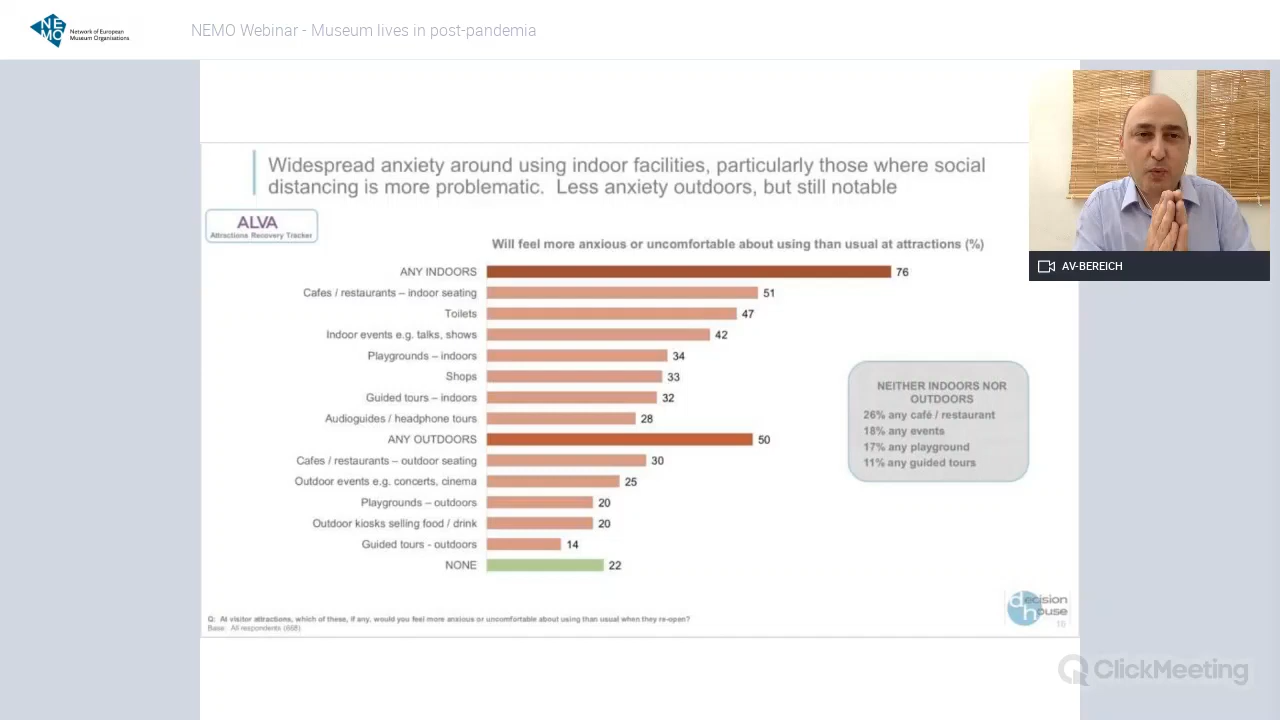 NEMO
Network of European
Museum Organisations
NEMO Webinar - Museum lives in post-pandemia
Widespread anxiety around using indoor facilities, particularly those where social
distancing is more problematic. Less anxiety outdoors, but still notable
ALVA
Attractions Recovery Tracker
Will feel more anxious or uncomfortable about using than usual at attractions (%)
ANY INDOORS 76
Cafes / restaurants – indoor seating 51
Toilets 47
Indoor events e.g. talks, shows 42
Playgrounds – indoors 34
Shops 33
Guided tours – indoors 32
Audioguides / headphone tours 28
ANY OUTDOORS 50
Cafes / restaurants – outdoor seating 30
Outdoor events e.g. concerts, cinema 25
Playgrounds – outdoors 20
Outdoor kiosks selling food / drink 20
Guided tours - outdoors 14
NONE 22
NEITHER INDOORS NOR
OUTDOORS
26% any café / restaurant
18% any events
17% any playground
11% any guided tours
AV-BEREICH
Q: At visitor attractions, which of these, if any, would you feel more anxious or uncomfortable about using than usual when they re-open?
Base: All respondents (668)
decision
house
ClickMeeting